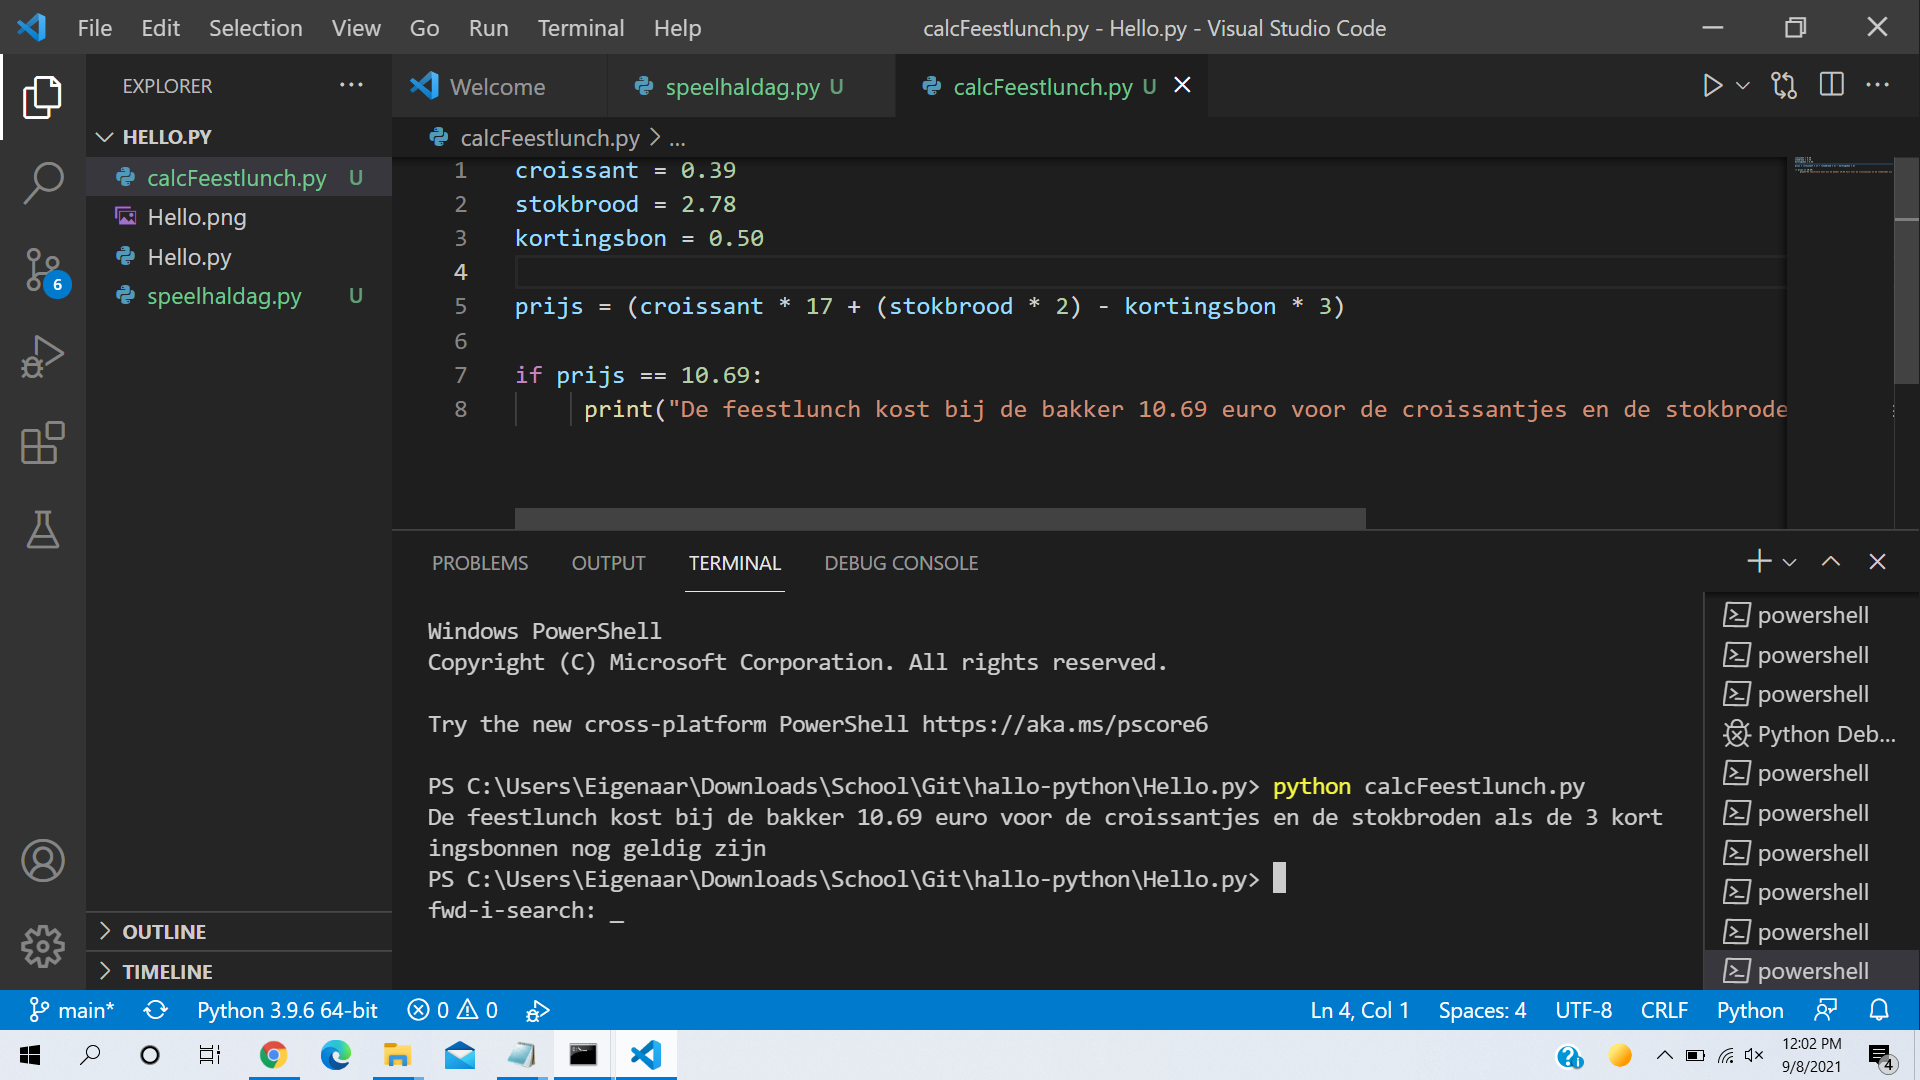 File Edit Selection View Go Run Terminal Help
calcFeestlunch.py - Hello.py - Visual Studio Code
EXPLORER
HELLO.PY
calcFeestlunch.py U
Hello.png
Hello.py
speelhaldag.py U
6
OUTLINE
TIMELINE
Welcome
speelhaldag.py U
calcFeestlunch.py U
calcFeestlunch.py > ...
1 croissant = 0.39
2 stokbrood = 2.78
3 kortingsbon = 0.50
4
5 prijs = (croissant * 17 + (stokbrood * 2) - kortingsbon * 3)
6
7 if prijs == 10.69:
8 print("De feestlunch kost bij de bakker 10.69 euro voor de croissantjes en de stokbrode
PROBLEMS OUTPUT TERMINAL DEBUG CONSOLE
Windows PowerShell
Copyright (C) Microsoft Corporation. All rights reserved.
Try the new cross-platform PowerShell https://aka.ms/pscore6
PS C:\Users\Eigenaar\Downloads\School\Git\hallo-python\Hello.py> python calcFeestlunch.py
De feestlunch kost bij de bakker 10.69 euro voor de croissantjes en de stokbroden als de 3 kort
ingsbonnen nog geldig zijn
PS C:\Users\Eigenaar\Downloads\School\Git\hallo-python\Hello.py>
fwd-i-search: _
powershell
powershell
powershell
Python Deb...
powershell
powershell
powershell
powershell
powershell
powershell
main* Python 3.9.6 64-bit 0 0
Ln 4, Col 1 Spaces: 4 UTF-8 CRLF Python
12:02 PM
9/8/2021
4